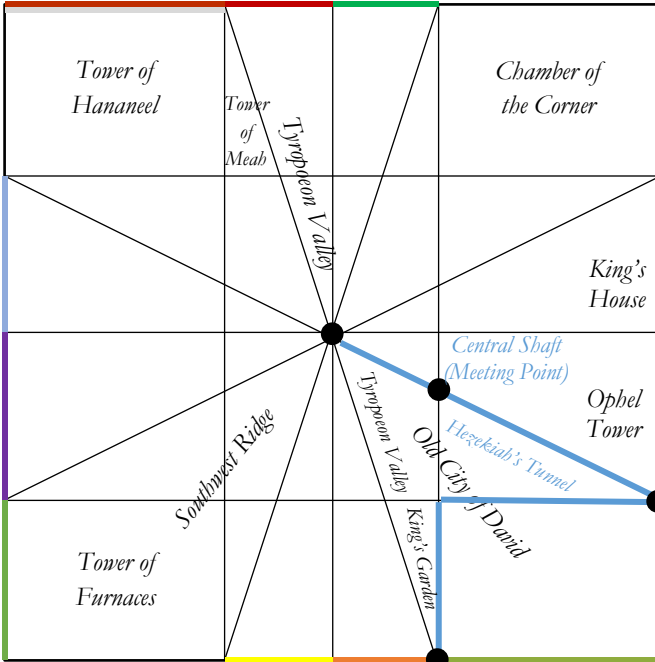 Tower of
Hananeel
Chamber of
the Corner
Tower
of
Meah
Tyropoeon Valley
King's
House
Central Shaft
(Meeting Point)
Ophel
Tower
Tyropoeon Valley
Hezekiah's Tunnel
Old City of David
Southwest Ridge
King's Garden
Tower of
Furnaces